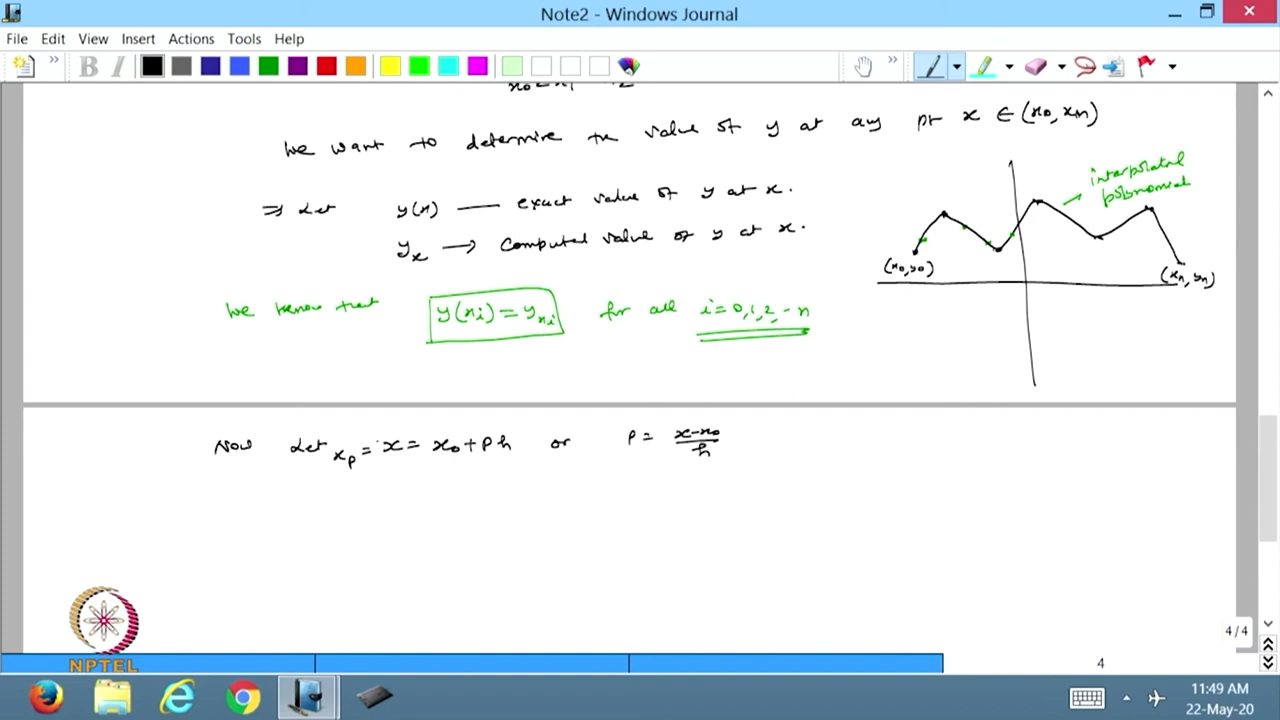 Note2 - Windows Journal
File Edit View Insert Actions Tools Help
We want to determine the value of y at any pt x ∈ (x0, xn)
⇒ Let y(x) — exact value of y at x.
yx → Computed value of y at x.
interpolated
polynomial
(x0,y0)
(xn, yn)
We know that y(xi) = yxi for all i=0,1,2,-n
Now Let xp = x = x0 + ph or p = x-x0/h
4/4
NPTEL
4
11:49 AM
22-May-20